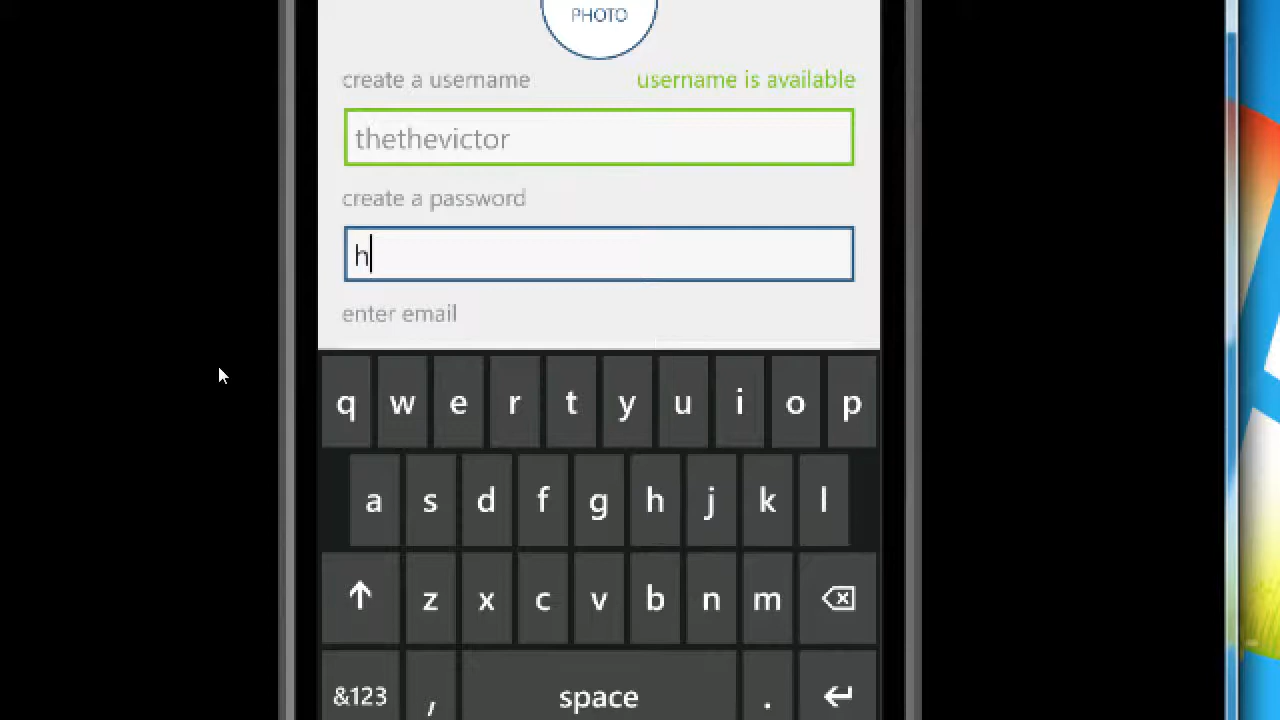 PHOTO
create a username username is available
thethevictor
create a password
h
enter email
q w e r t y u i o p
a s d f g h j k l
z x c v b n m
&123 , space .